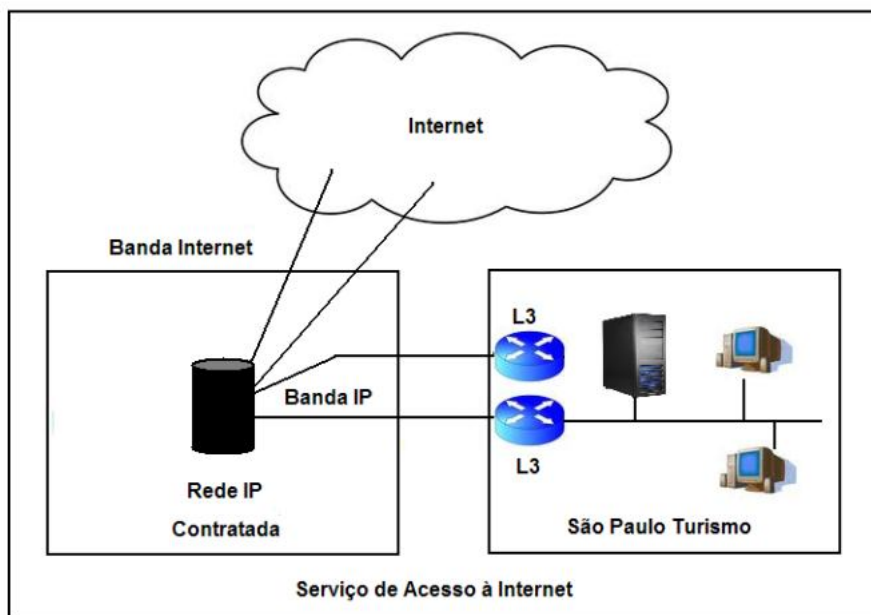 Internet
Banda Internet
L3
Banda IP
L3
Rede IP
Contratada
São Paulo Turismo
Serviço de Acesso à Internet